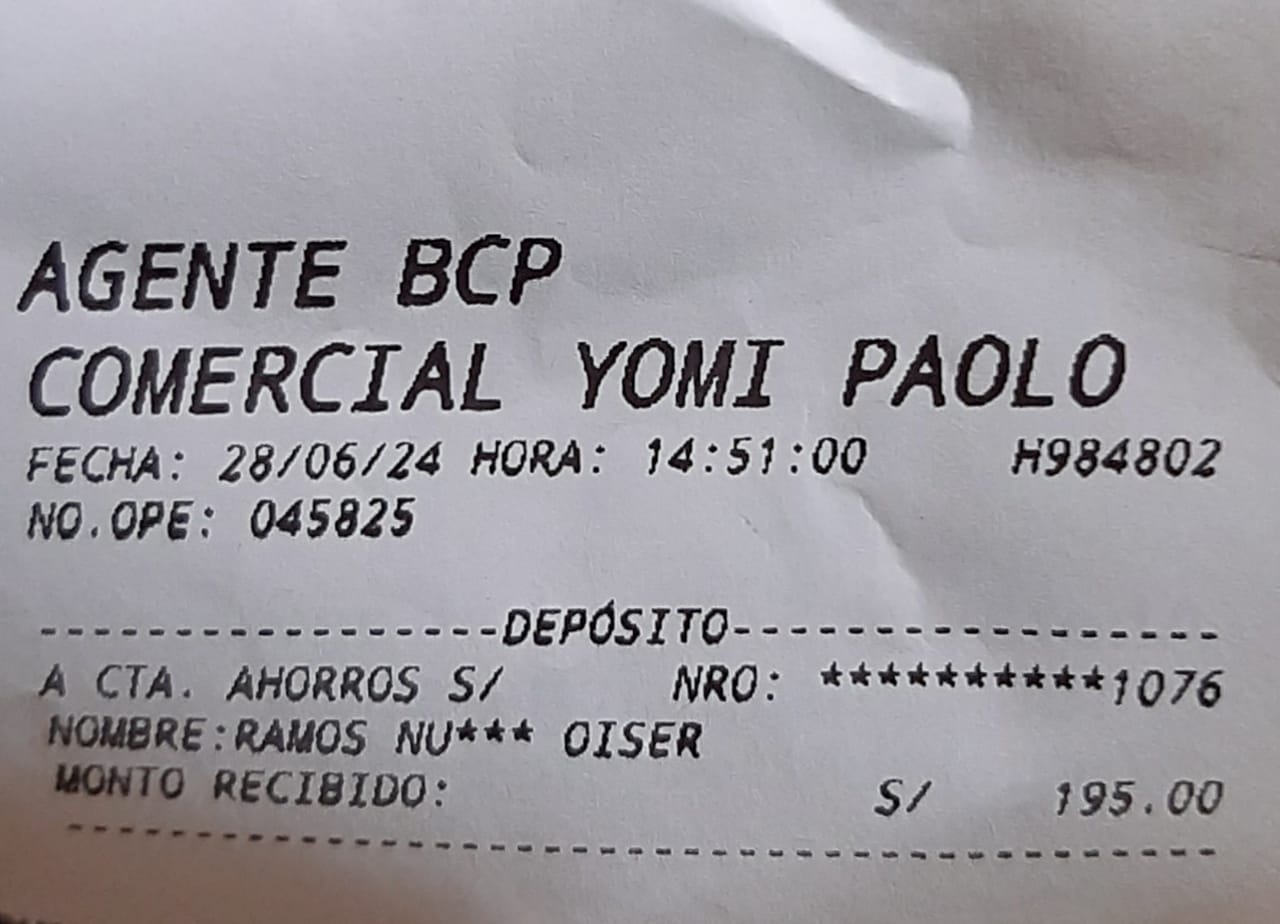 AGENTE BCP
COMERCIAL YOMI PAOLO
FECHA: 28/06/24 HORA: 14:51:00 H984802
NO.OPE: 045825
-----------------DEPÓSITO------------------
A CTA. AHORROS S/ NRO: **********1076
NOMBRE:RAMOS NU*** OISER
MONTO RECIBIDO: S/ 195.00
------------------------------------------